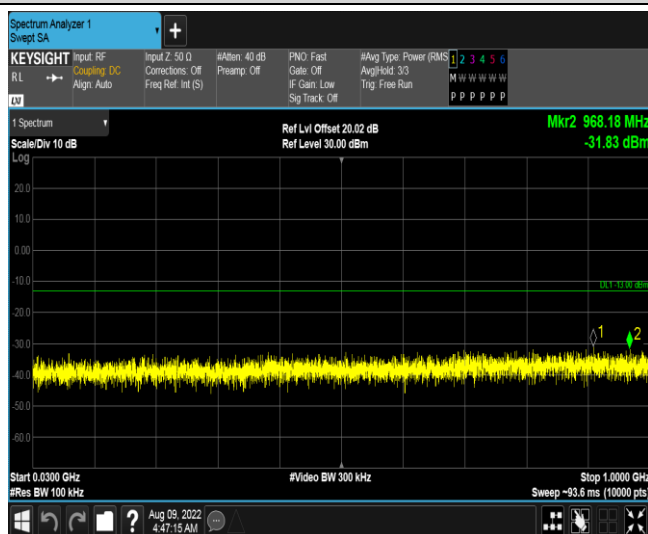 Spectrum Analyzer 1
Swept SA
+
KEYSIGHT
RL
LXI
Input: RF
Coupling: DC
Align: Auto
Input Z: 50 Ω
Corrections: Off
Freq Ref: Int (S)
#Atten: 40 dB
Preamp: Off
PNO: Fast
Gate: Off
IF Gain: Low
Sig Track: Off
#Avg Type: Power (RMS
Avg|Hold: 3/3
Trig: Free Run
1 2 3 4 5 6
M W W W W W
P P P P P P
1 Spectrum
Scale/Div 10 dB
Log
Ref Lvl Offset 20.02 dB
Ref Level 30.00 dBm
Mkr2 968.18 MHz
-31.83 dBm
20.0
10.0
0.00
-10.0
DL1 -13.00 dBm
-20.0
-30.0
1
2
-40.0
-50.0
-60.0
Start 0.0300 GHz
#Res BW 100 kHz
#Video BW 300 kHz
Stop 1.0000 GHz
Sweep ~93.6 ms (10000 pts)
?
Aug 09, 2022
4:47:15 AM